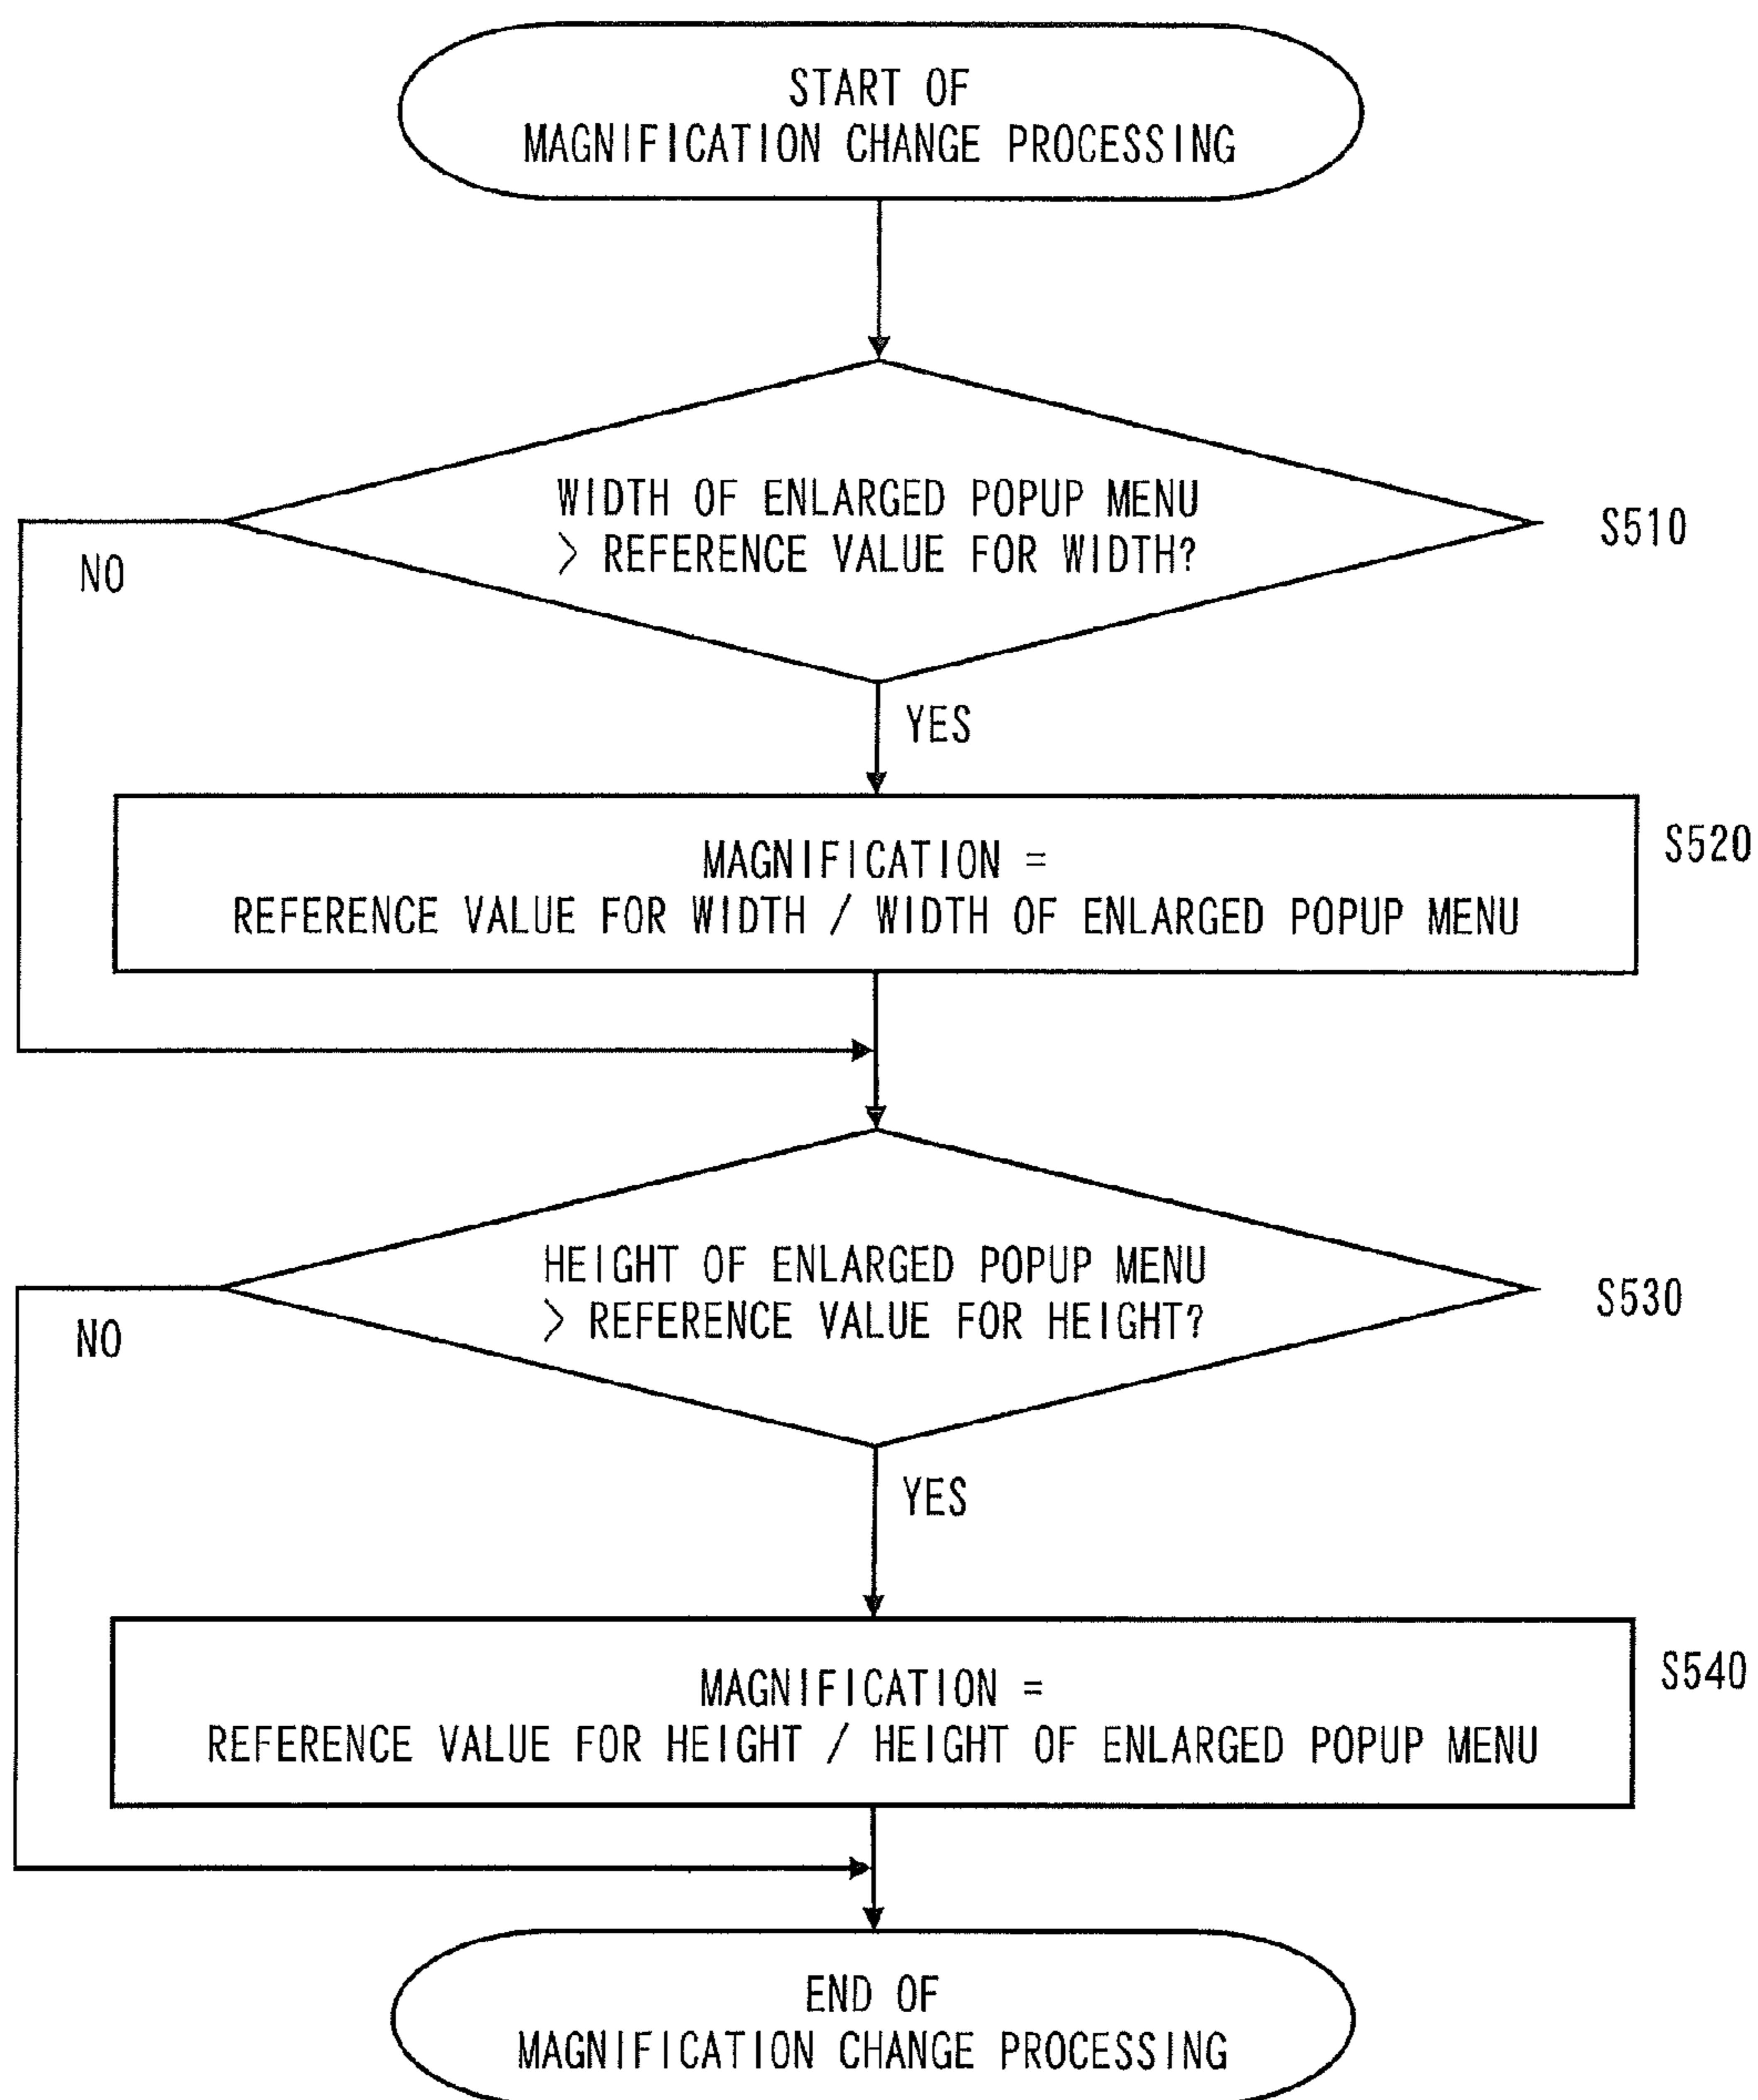 START OF
MAGNIFICATION CHANGE PROCESSING
WIDTH OF ENLARGED POPUP MENU
> REFERENCE VALUE FOR WIDTH?
S510
NO
YES
MAGNIFICATION =
REFERENCE VALUE FOR WIDTH / WIDTH OF ENLARGED POPUP MENU
S520
HEIGHT OF ENLARGED POPUP MENU
> REFERENCE VALUE FOR HEIGHT?
S530
NO
YES
MAGNIFICATION =
REFERENCE VALUE FOR HEIGHT / HEIGHT OF ENLARGED POPUP MENU
S540
END OF
MAGNIFICATION CHANGE PROCESSING